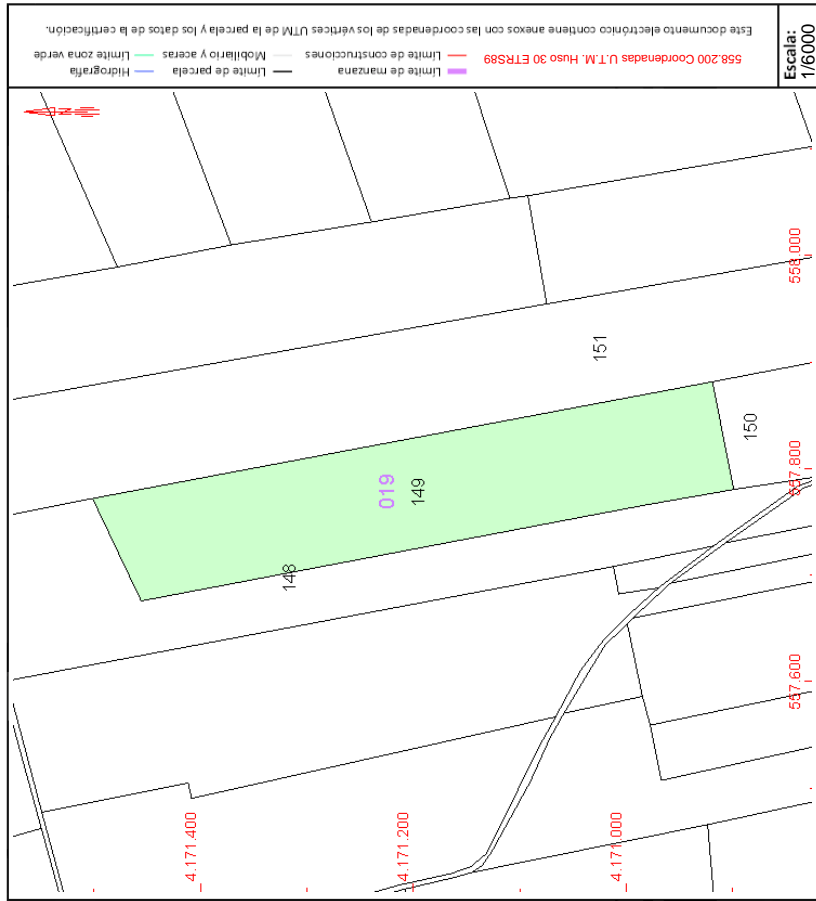 Este documento electrónico contiene anexos con las coordenadas de los vértices UTM de la parcela y los datos de la certificación.
558.200 Coordenadas U.T.M. Huso 30 ETRS89
Límite de manzana
Límite de construcciones
Límite de parcela
Mobiliario y aceras
Hidrografía
Límite zona verde
Escala:
1/6000
558.000
151
150
557.800
019
149
148
557.600
4.171.400
4.171.200
4.171.000